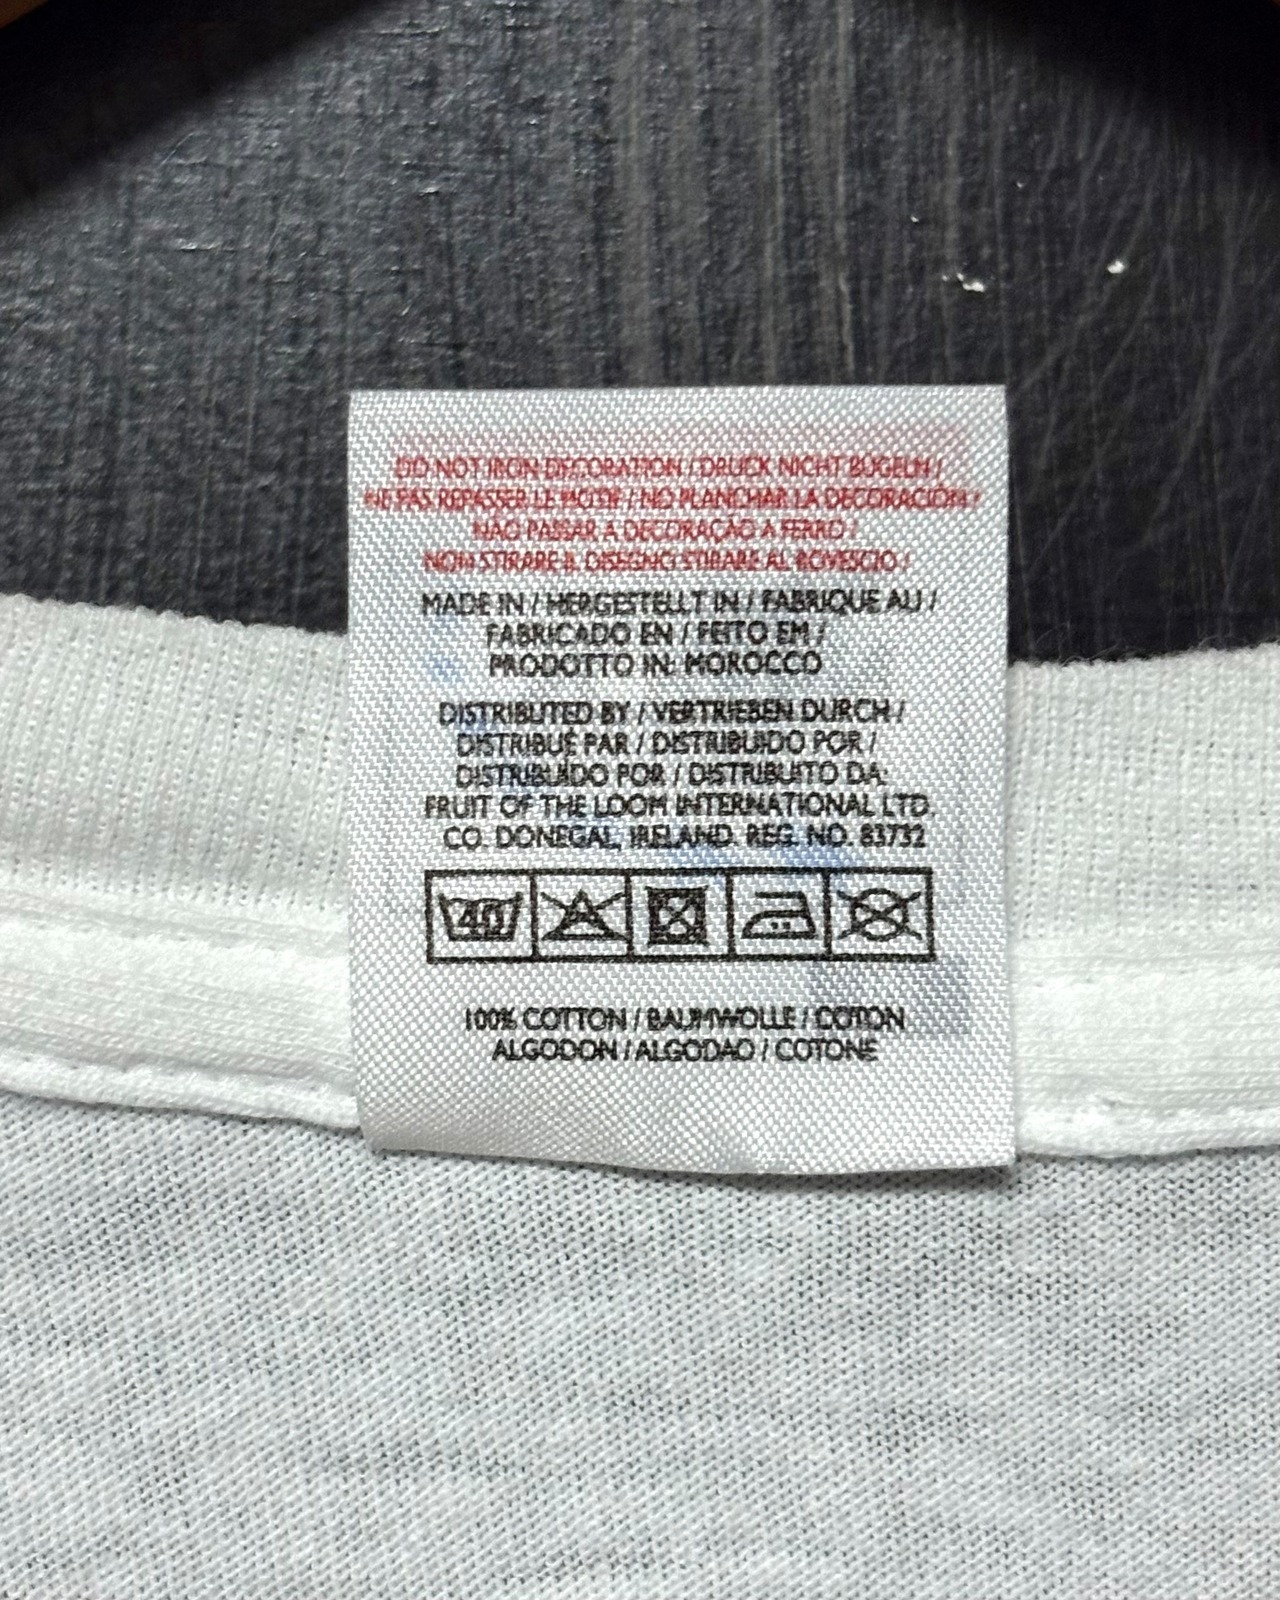 DO NOT IRON DECORATION / DRUCK NICHT BÜGELN /
NE PAS REPASSER LE MOTIF / NO PLANCHAR LA DECORACIÓN /
NÃO PASSAR A DECORAÇÃO A FERRO /
NON STIRARE IL DISEGNO STIRARE AL ROVESCIO /
MADE IN / HERGESTELLT IN / FABRIQUE AU /
FABRICADO EN / FEITO EM /
PRODOTTO IN: MOROCCO
DISTRIBUTED BY / VERTRIEBEN DURCH /
DISTRIBUÉ PAR / DISTRIBUIDO POR /
DISTRIBUÍDO POR / DISTRIBUITO DA:
FRUIT OF THE LOOM INTERNATIONAL LTD.
CO. DONEGAL, IRELAND. REG. NO. 83732
40
100% COTTON / BAUMWOLLE / COTON
ALGODON / ALGODAO / COTONE